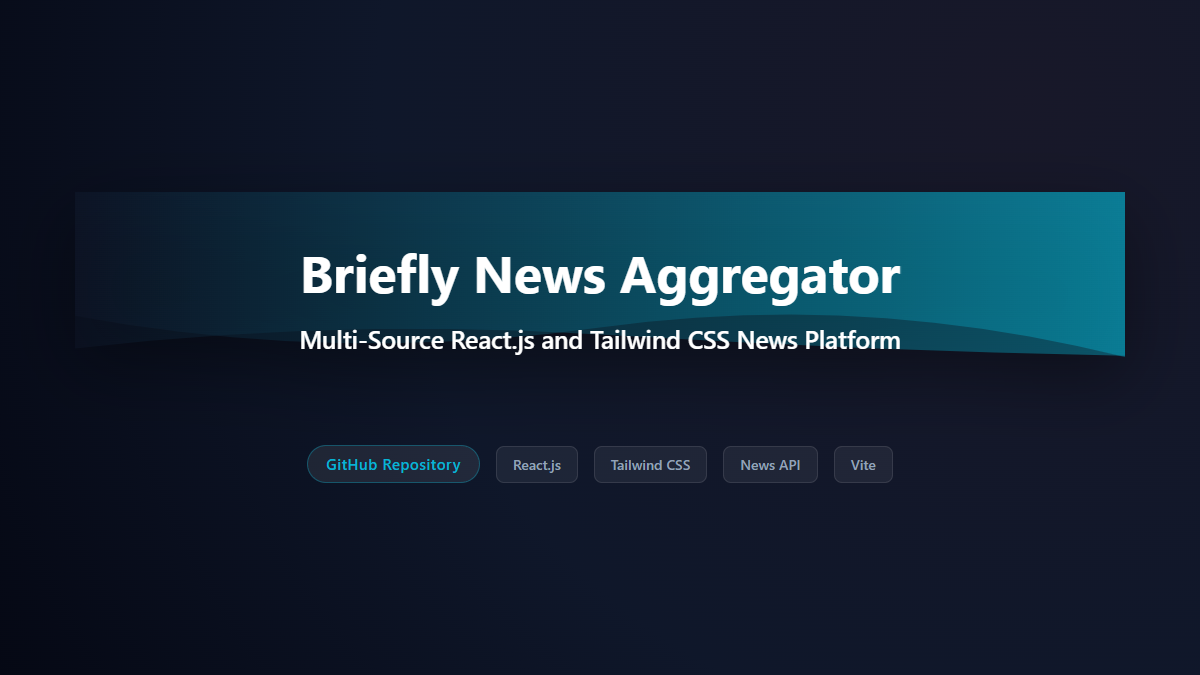 Briefly News Aggregator
Multi-Source React.js and Tailwind CSS News Platform
GitHub Repository React.js Tailwind CSS News API Vite